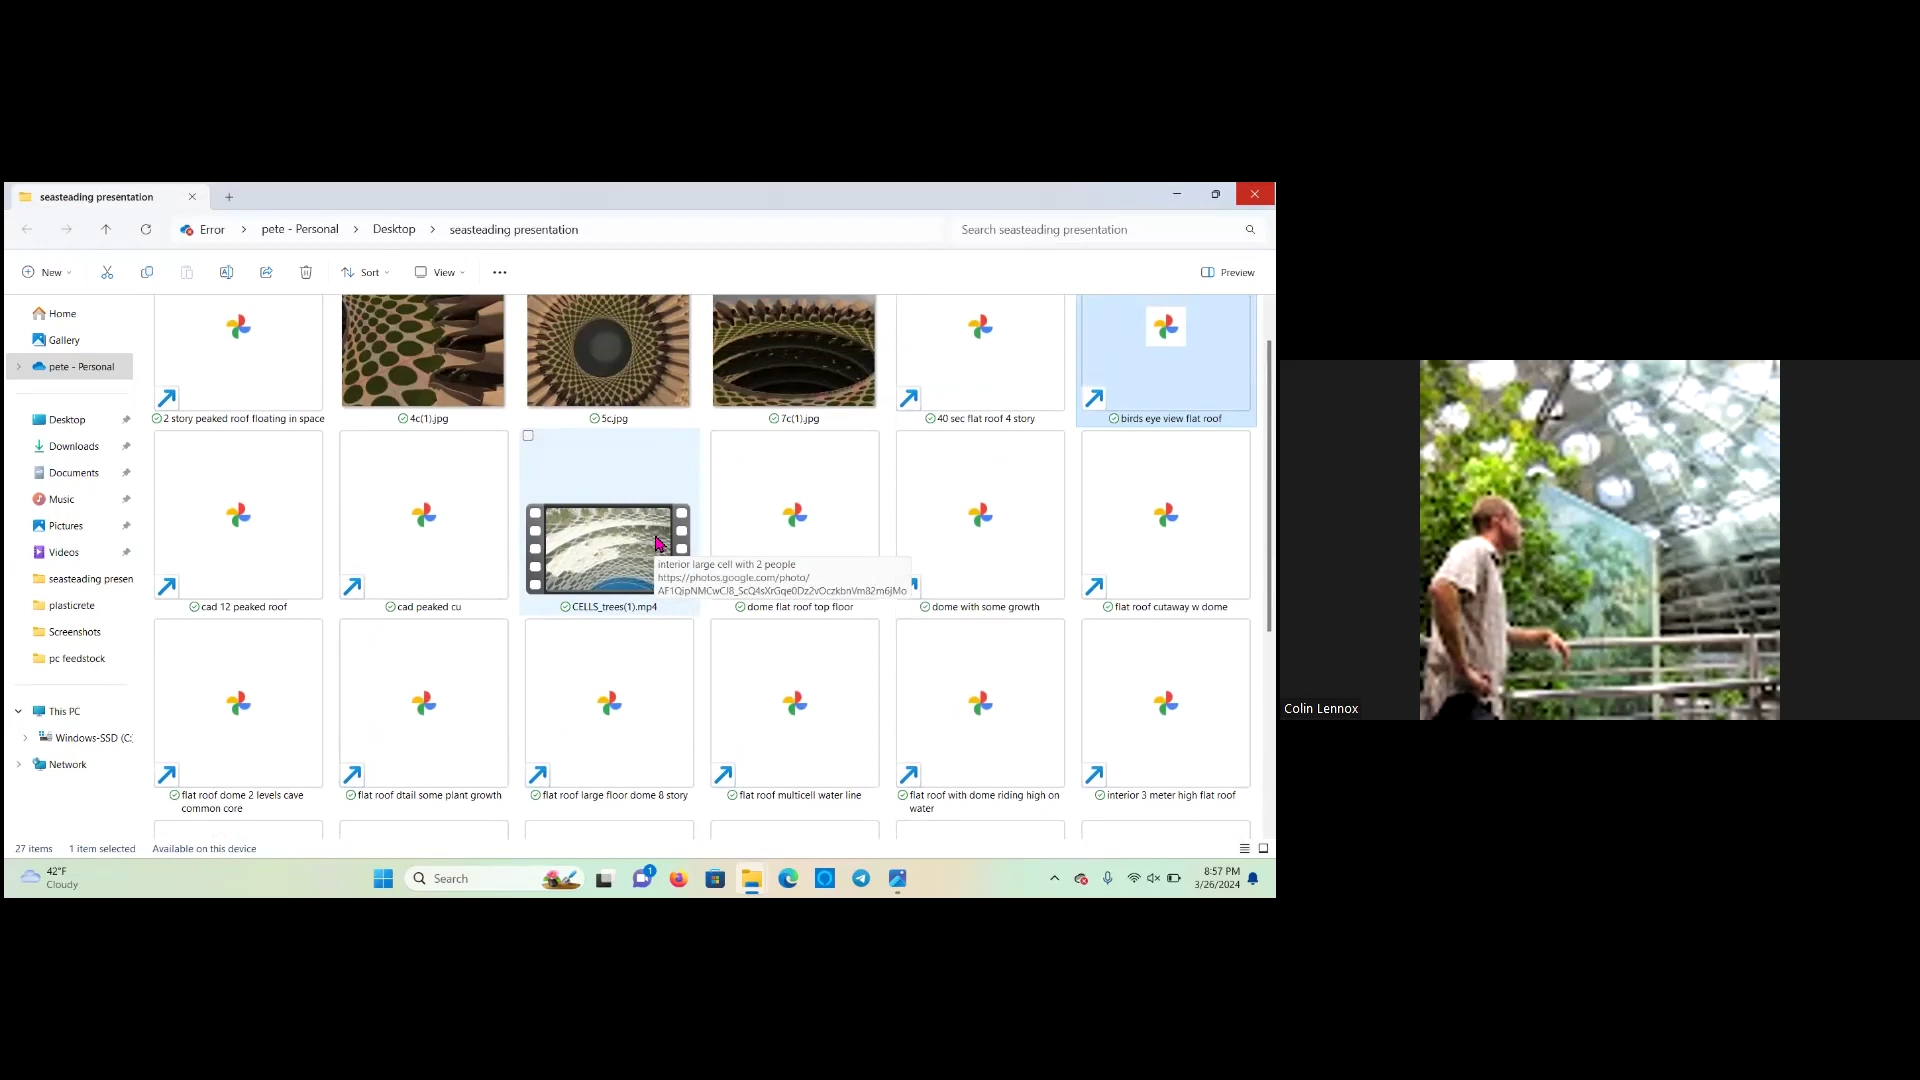 seasteading presentation
Error
pete - Personal
Desktop
seasteading presentation
Search seasteading presentation
New
Sort
View
Preview
Home
Gallery
pete - Personal
Desktop
Downloads
Documents
Music
Pictures
Videos
seasteading presen
plasticrete
Screenshots
pc feedstock
This PC
Windows-SSD (C:
Network
2 story peaked roof floating in space
4c(1).jpg
5c.jpg
7c(1).jpg
40 sec flat roof 4 story
birds eye view flat roof
interior large cell with 2 people
https://photos.google.com/photo/
cad 12 peaked roof
cad peaked cu
CELLS_trees(1).mp4
dome flat roof top floor
dome with some growth
flat roof cutaway w dome
flat roof dome 2 levels cave
common core
flat roof dtail some plant growth
flat roof large floor dome 8 story
flat roof multicell water line
flat roof with dome riding high on
water
interior 3 meter high flat roof
27 items
1 item selected
Available on this device
42°F
Cloudy
Search
1
8:57 PM
3/26/2024
Colin Lennox